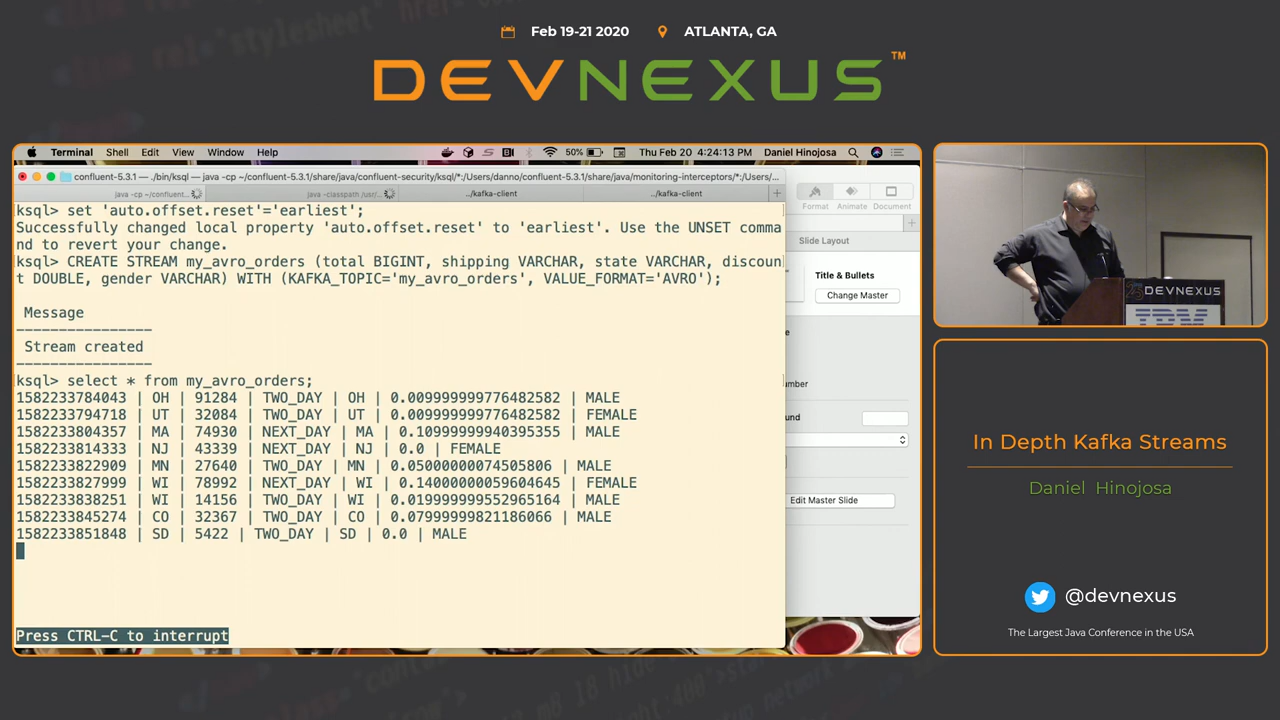 Feb 19-21 2020 ATLANTA, GA
DEVNEXUS™
Terminal Shell Edit View Window Help 50% Thu Feb 20 4:24:13 PM Daniel Hinojosa
confluent-5.3.1 — ./bin/ksql — java -cp ~/confluent-5.3.1/share/java/confluent-security/ksql/*:/Users/danno/confluent-5.3.1/share/java/monitoring-interceptors/*:/Users/...
java -cp ~/confluent... java -classpath /usr/... ../kafka-client ../kafka-client +
ksql> set 'auto.offset.reset'='earliest';
Successfully changed local property 'auto.offset.reset' to 'earliest'. Use the UNSET comma
nd to revert your change.
ksql> CREATE STREAM my_avro_orders (total BIGINT, shipping VARCHAR, state VARCHAR, discoun
t DOUBLE, gender VARCHAR) WITH (KAFKA_TOPIC='my_avro_orders', VALUE_FORMAT='AVRO');
Message
----------------
Stream created
----------------
ksql> select * from my_avro_orders;
1582233784043 | OH | 91284 | TWO_DAY | OH | 0.009999999776482582 | MALE
1582233794718 | UT | 32084 | TWO_DAY | UT | 0.009999999776482582 | FEMALE
1582233804357 | MA | 74930 | NEXT_DAY | MA | 0.10999999940395355 | MALE
1582233814333 | NJ | 43339 | NEXT_DAY | NJ | 0.0 | FEMALE
1582233822909 | MN | 27640 | TWO_DAY | MN | 0.05000000074505806 | MALE
1582233827999 | WI | 78992 | NEXT_DAY | WI | 0.14000000059604645 | FEMALE
1582233838251 | WI | 14156 | TWO_DAY | WI | 0.019999999552965164 | MALE
1582233845274 | CO | 32367 | TWO_DAY | CO | 0.07999999821186066 | MALE
1582233851848 | SD | 5422 | TWO_DAY | SD | 0.0 | MALE
Press CTRL-C to interrupt
Format Animate Document
Slide Layout
Title & Bullets
Change Master
Edit Master Slide
DEVNEXUS
IBM
In Depth Kafka Streams
Daniel Hinojosa
@devnexus
The Largest Java Conference in the USA